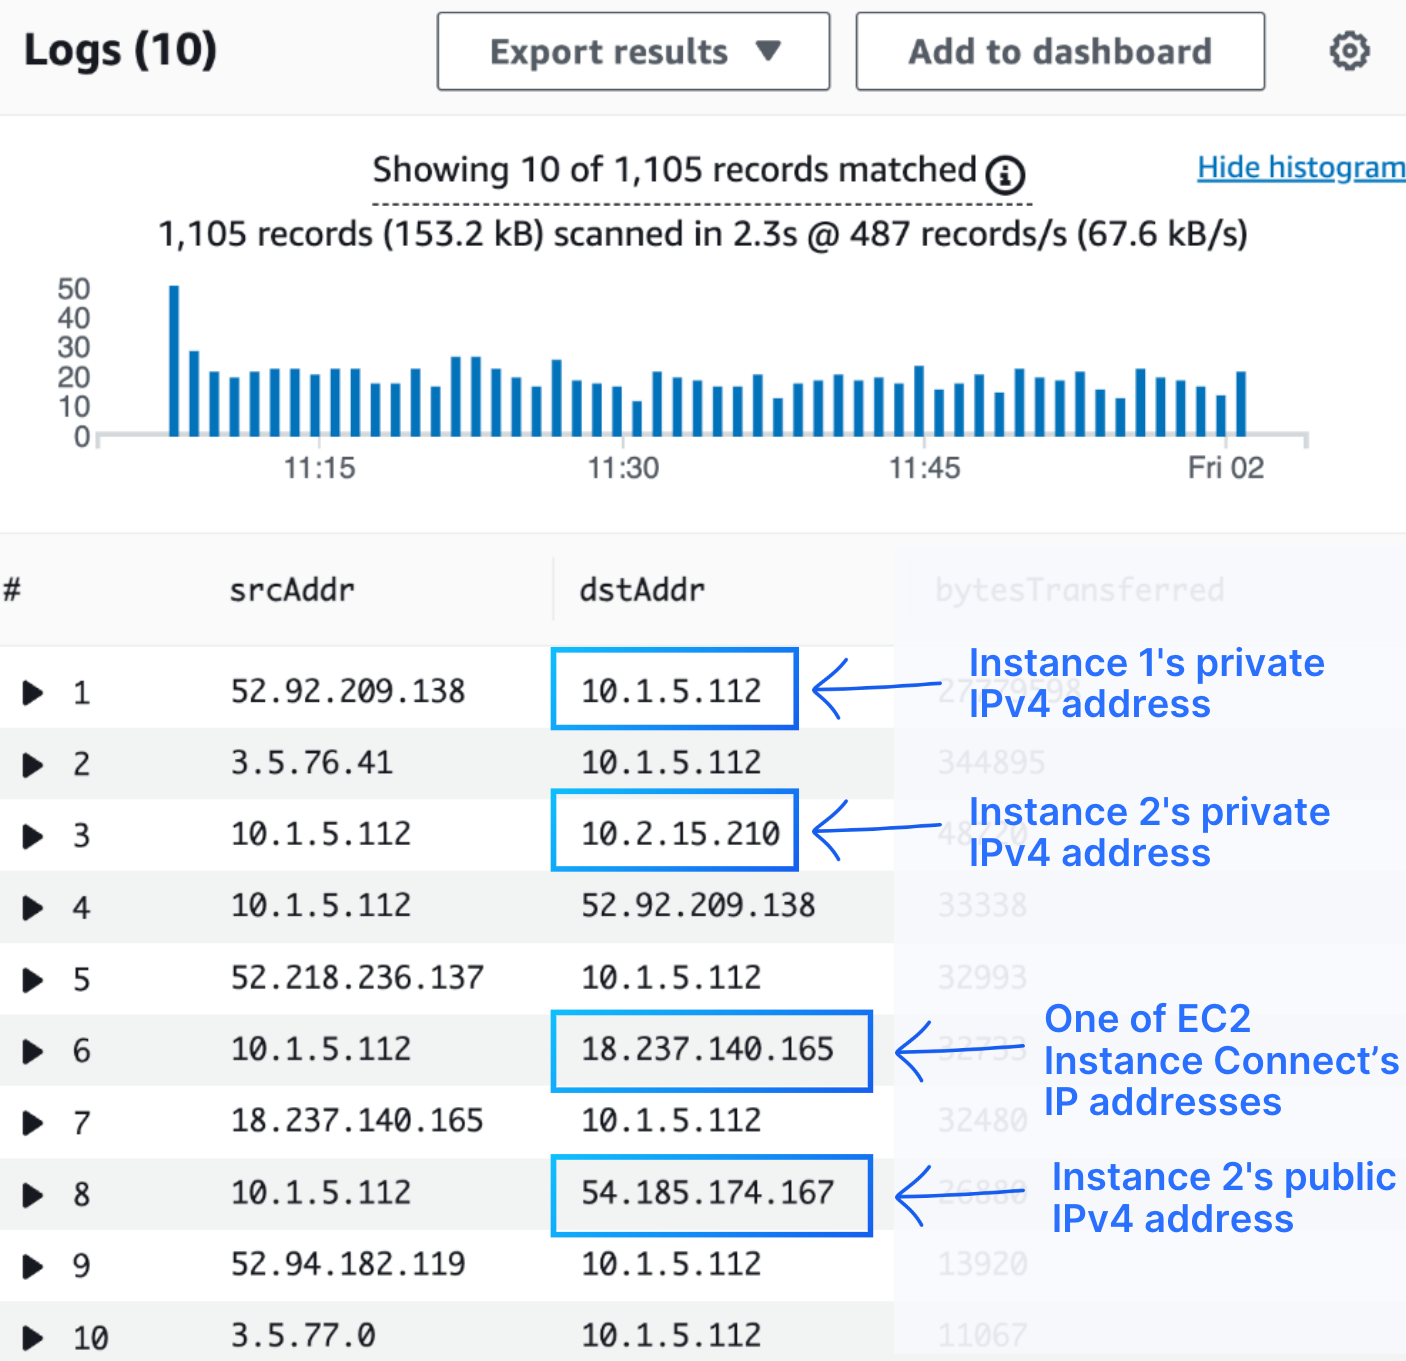 Logs (10)
Export results ▼
Add to dashboard
Showing 10 of 1,105 records matched
Hide histogram
1,105 records (153.2 kB) scanned in 2.3s @ 487 records/s (67.6 kB/s)
50
40
30
20
10
0
11:15 11:30 11:45 Fri 02
# srcAddr dstAddr bytesTransferred
1 52.92.209.138 10.1.5.112 27779598
Instance 1's private
IPv4 address
2 3.5.76.41 10.1.5.112 344895
3 10.1.5.112 10.2.15.210
Instance 2's private
IPv4 address
4 10.1.5.112 52.92.209.138 33338
5 52.218.236.137 10.1.5.112 32993
6 10.1.5.112 18.237.140.165 32733
One of EC2
Instance Connect’s
IP addresses
7 18.237.140.165 10.1.5.112 32480
8 10.1.5.112 54.185.174.167 26880
Instance 2's public
IPv4 address
9 52.94.182.119 10.1.5.112 13920
10 3.5.77.0 10.1.5.112 11067